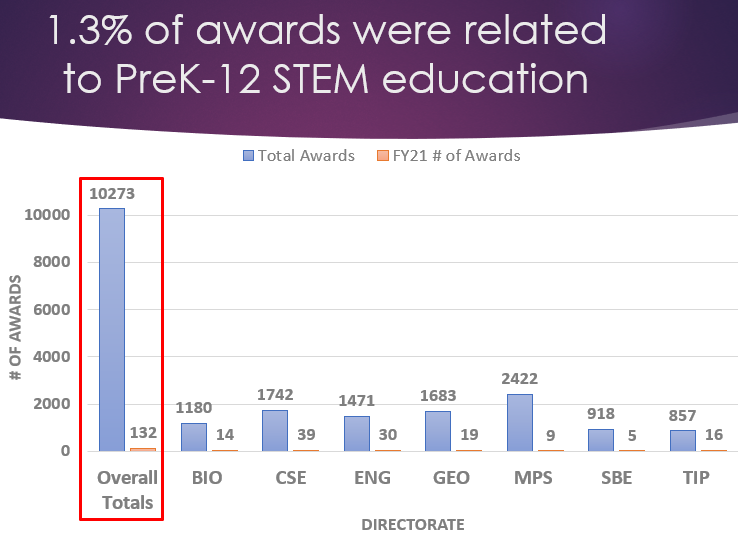 1.3% of awards were related
to PreK-12 STEM education
Total Awards FY21 # of Awards
# OF AWARDS
10000
8000
6000
4000
2000
0
10273 132
1180 14
1742 39
1471 30
1683 19
2422 9
918 5
857 16
Overall Totals BIO CSE ENG GEO MPS SBE TIP
DIRECTORATE